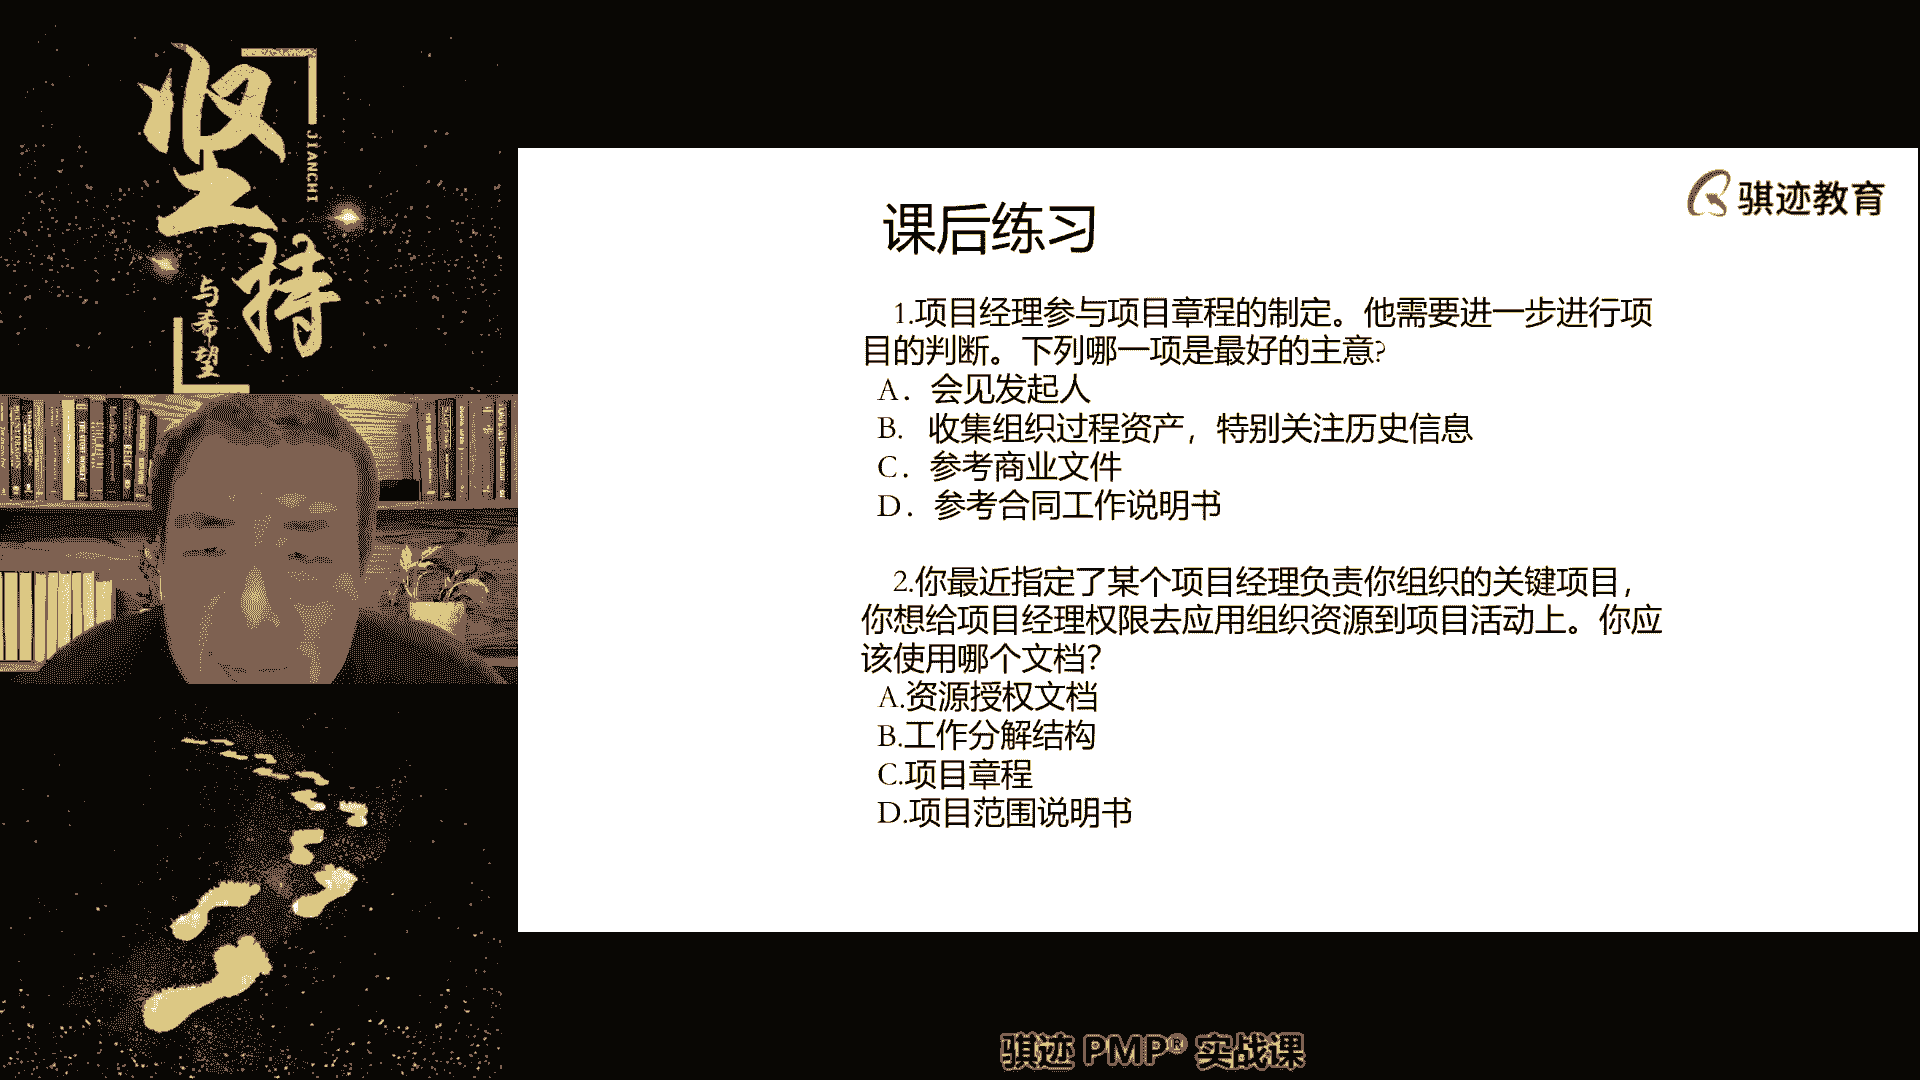 坚持
JIANCHI
与希望
骐迹教育
课后练习
1.项目经理参与项目章程的制定。他需要进一步进行项
目的判断。下列哪一项是最好的主意?
A．会见发起人
B. 收集组织过程资产，特别关注历史信息
C．参考商业文件
D．参考合同工作说明书
2.你最近指定了某个项目经理负责你组织的关键项目，
你想给项目经理权限去应用组织资源到项目活动上。你应
该使用哪个文档？
A.资源授权文档
B.工作分解结构
C.项目章程
D.项目范围说明书
骐迹 PMP® 实战课